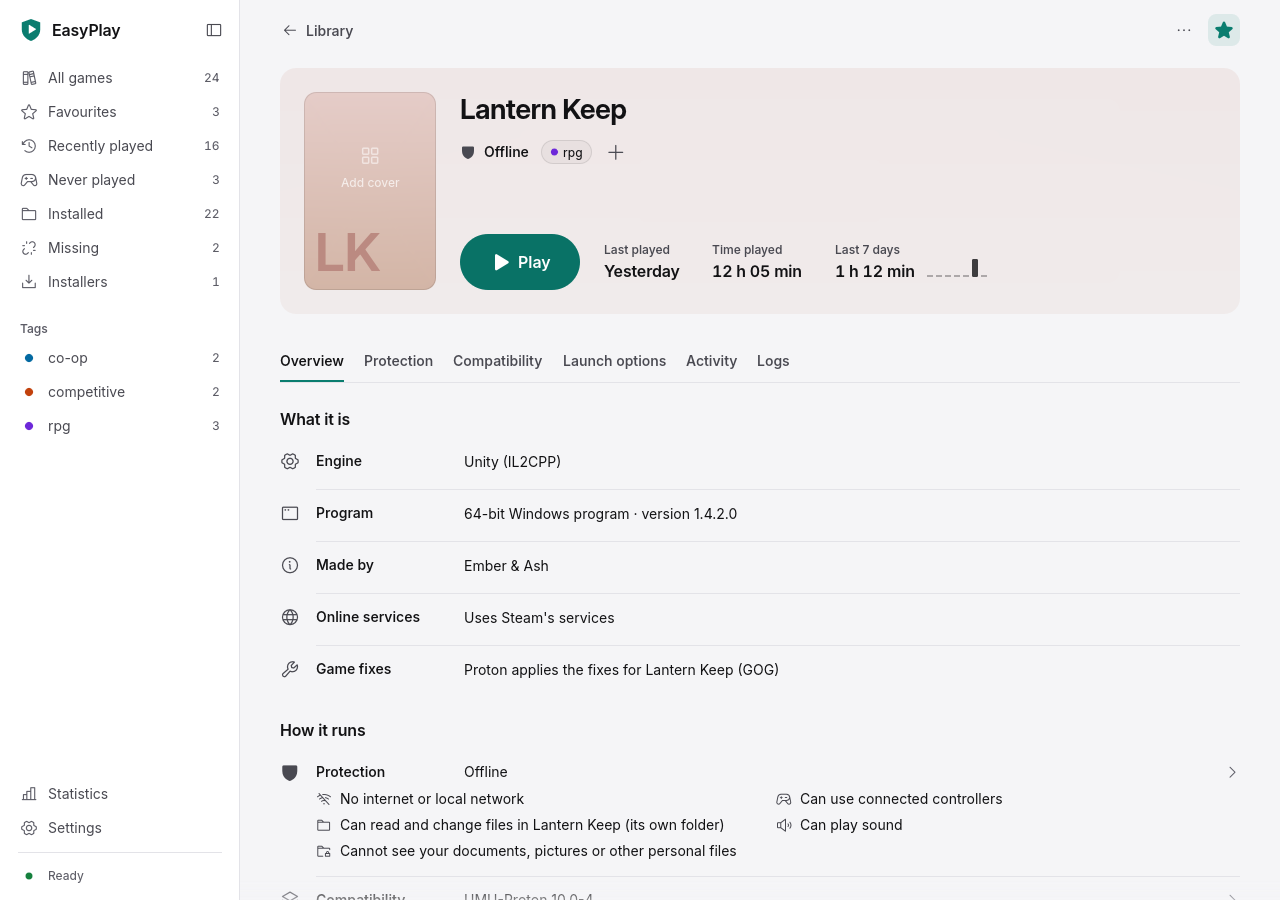 EasyPlay
All games 24
Favourites 3
Recently played 16
Never played 3
Installed 22
Missing 2
Installers 1
Tags
co-op 2
competitive 2
rpg 3
Statistics
Settings
Ready
Library
Add cover
LK
Lantern Keep
Offline rpg
Play
Last played
Yesterday
Time played
12 h 05 min
Last 7 days
1 h 12 min
Overview Protection Compatibility Launch options Activity Logs
What it is
Engine Unity (IL2CPP)
Program 64-bit Windows program · version 1.4.2.0
Made by Ember & Ash
Online services Uses Steam's services
Game fixes Proton applies the fixes for Lantern Keep (GOG)
How it runs
Protection Offline
No internet or local network
Can use connected controllers
Can read and change files in Lantern Keep (its own folder)
Can play sound
Cannot see your documents, pictures or other personal files
Compatibility UMU-Proton 10.0-4